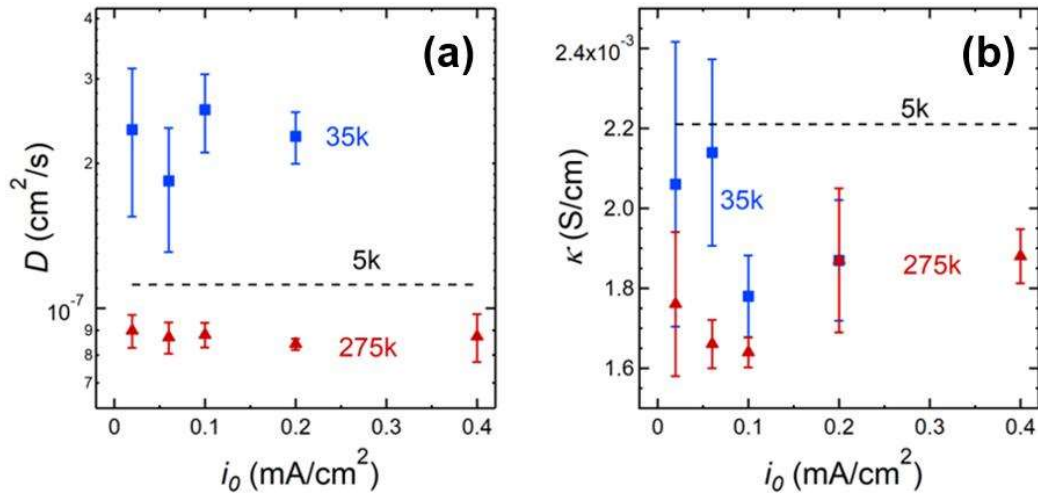 (a)
4
3
2
10⁻⁷
9
8
7
D (cm²/s)
35k
5k
275k
0
0.1
0.2
0.3
0.4
i₀ (mA/cm²)
(b)
2.4x10⁻³
2.2
2.0
1.8
1.6
κ (S/cm)
5k
35k
275k
0
0.1
0.2
0.3
0.4
i₀ (mA/cm²)